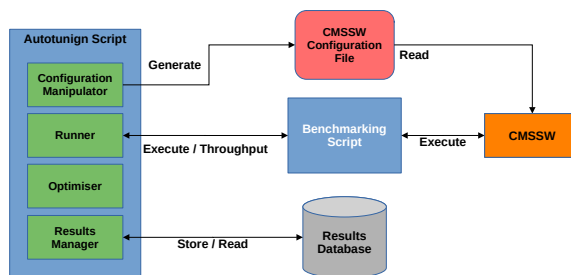 Autotunign Script
Configuration
Manipulator
Runner
Optimiser
Results
Manager
Generate
CMSSW
Configuration
File
Read
Execute / Throughput
Benchmarking
Script
Execute
CMSSW
Store / Read
Results
Database